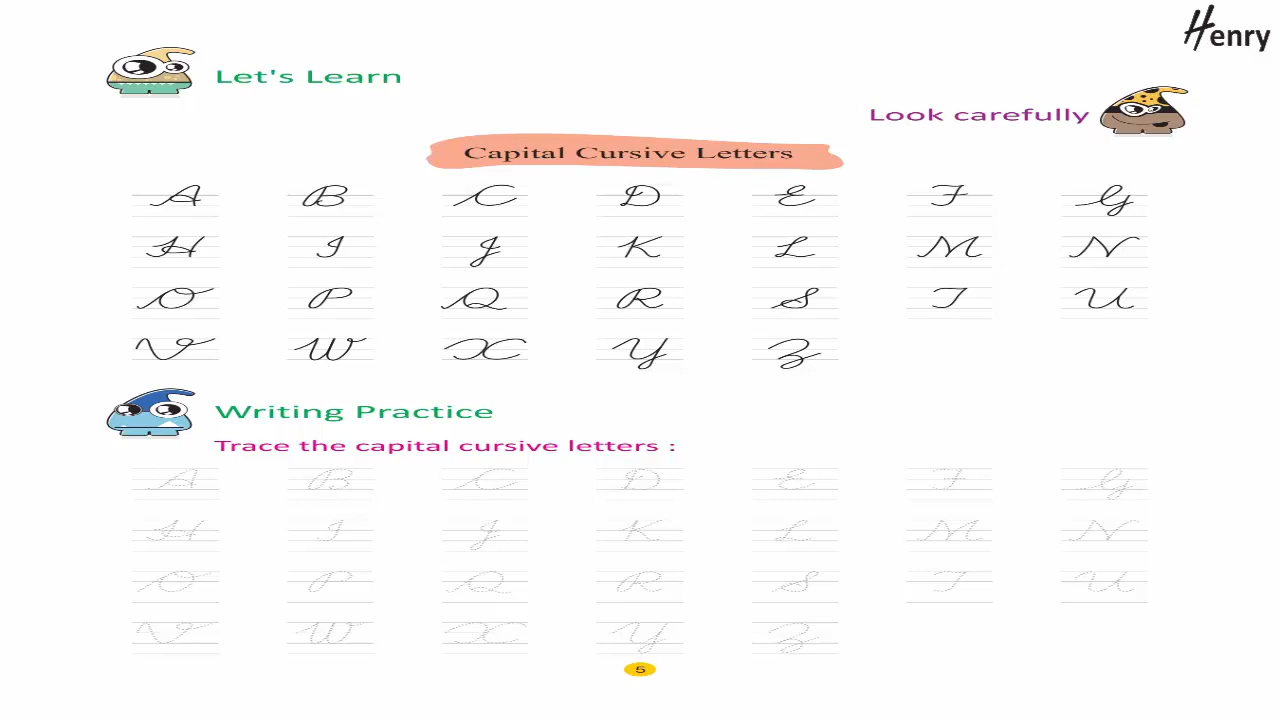 Henry
Let's Learn
Look carefully
Capital Cursive Letters
A B C D E F G
H I J K L M N
O P Q R S T U
V W X Y Z
Writing Practice
Trace the capital cursive letters :
A B C D E F G
H I J K L M N
O P Q R S T U
V W X Y Z
5